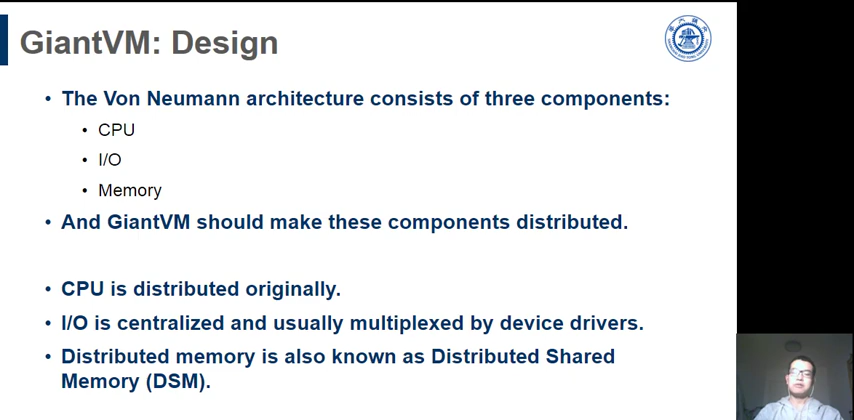 GiantVM: Design
• The Von Neumann architecture consists of three components:
• CPU
• I/O
• Memory
• And GiantVM should make these components distributed.
• CPU is distributed originally.
• I/O is centralized and usually multiplexed by device drivers.
• Distributed memory is also known as Distributed Shared
Memory (DSM).